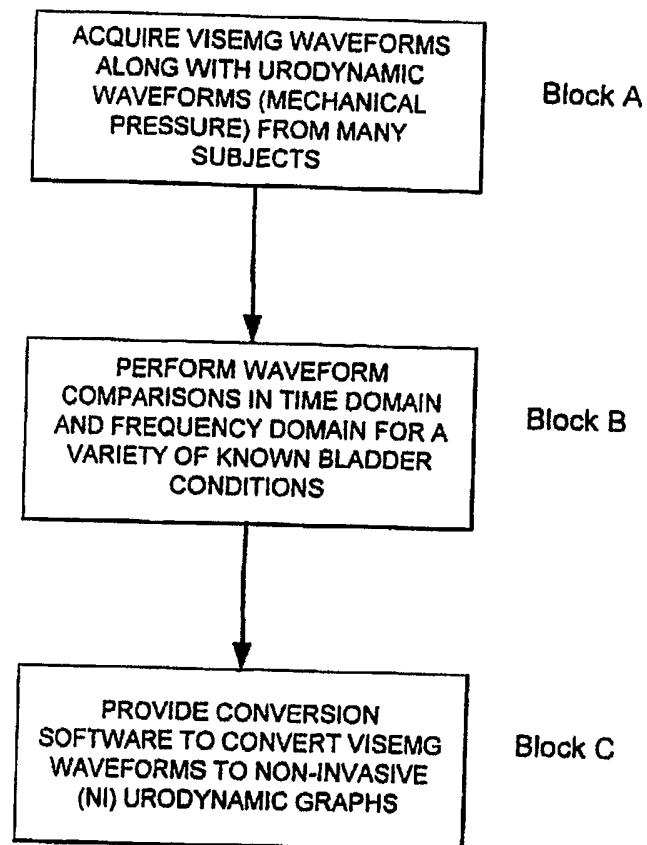 ACQUIRE VISEMG WAVEFORMS
ALONG WITH URODYNAMIC
WAVEFORMS (MECHANICAL
PRESSURE) FROM MANY
SUBJECTS
Block A
PERFORM WAVEFORM
COMPARISONS IN TIME DOMAIN
AND FREQUENCY DOMAIN FOR A
VARIETY OF KNOWN BLADDER
CONDITIONS
Block B
PROVIDE CONVERSION
SOFTWARE TO CONVERT VISEMG
WAVEFORMS TO NON-INVASIVE
(NI) URODYNAMIC GRAPHS
Block C